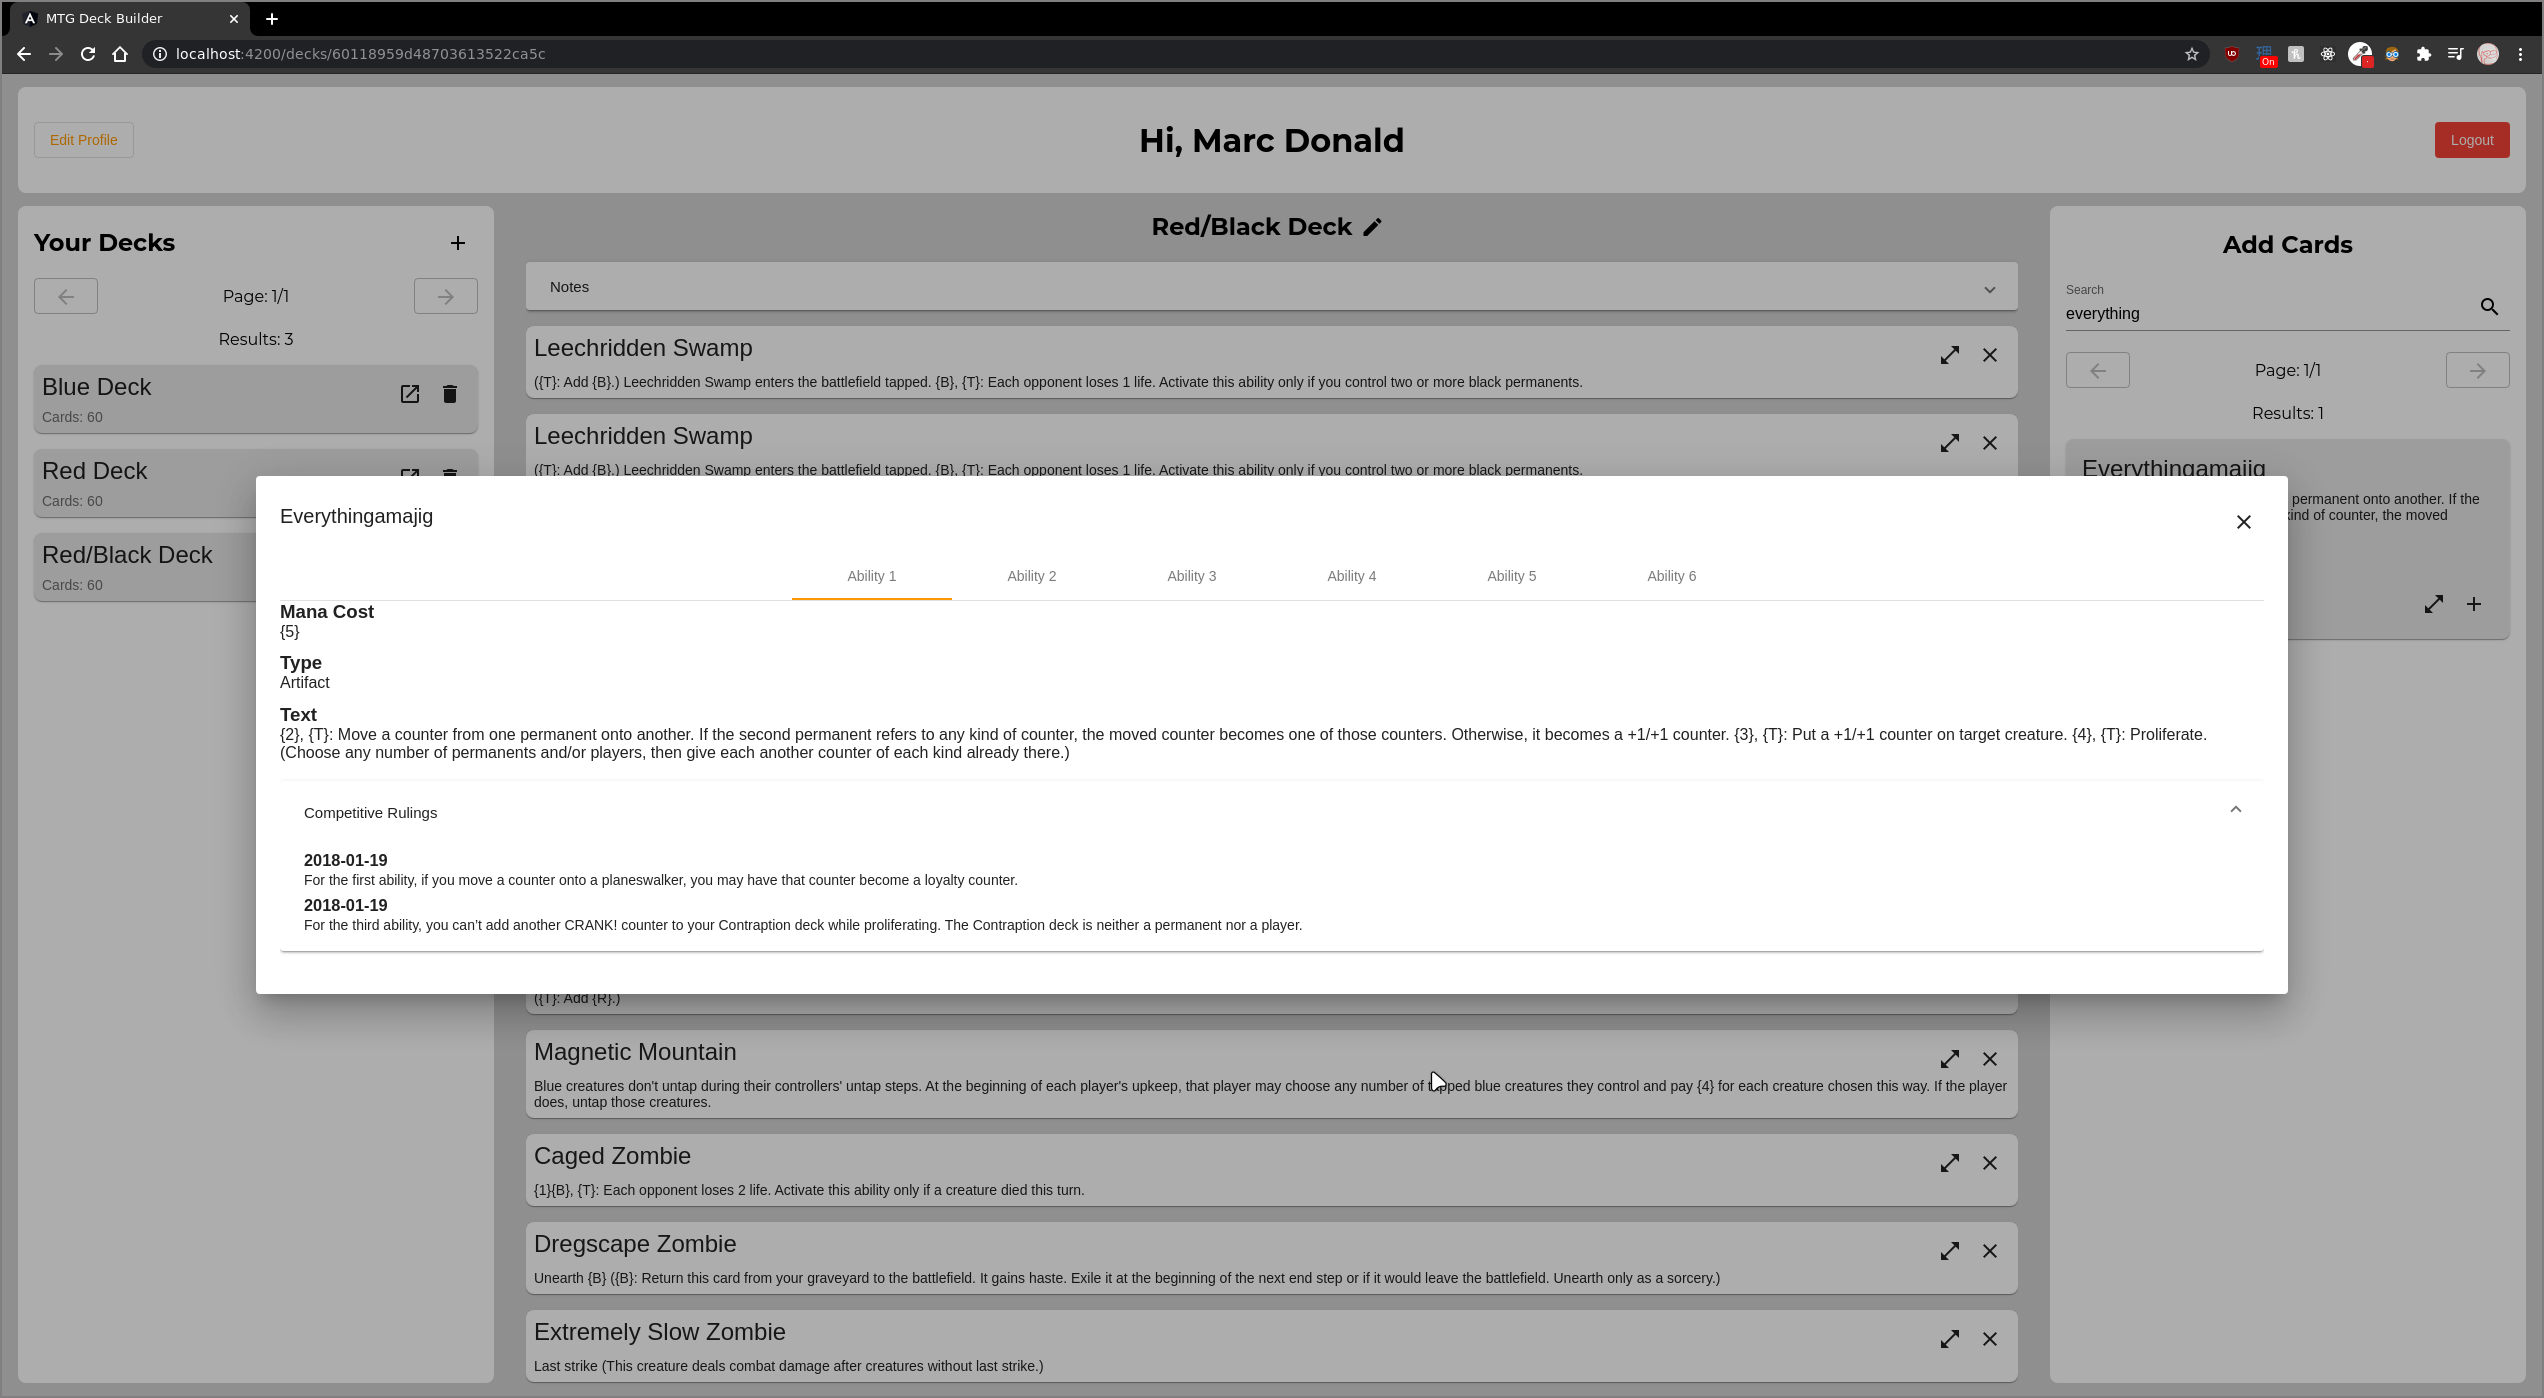 MTG Deck Builder
localhost:4200/decks/60118959d48703613522ca5c
UD
On
Edit Profile
Hi, Marc Donald
Logout
Your Decks
Page: 1/1
Results: 3
Blue Deck
Cards: 60
Red Deck
Cards: 60
Red/Black Deck
Cards: 60
Red/Black Deck
Notes
Leechridden Swamp
({T}: Add {B}.) Leechridden Swamp enters the battlefield tapped. {B}, {T}: Each opponent loses 1 life. Activate this ability only if you control two or more black permanents.
Leechridden Swamp
({T}: Add {B}.) Leechridden Swamp enters the battlefield tapped. {B}, {T}: Each opponent loses 1 life. Activate this ability only if you control two or more black permanents.
Add Cards
Search
everything
Page: 1/1
Results: 1
Everythingamajig
permanent onto another. If the
kind of counter, the moved
Everythingamajig
Ability 1
Ability 2
Ability 3
Ability 4
Ability 5
Ability 6
Mana Cost
{5}
Type
Artifact
Text
{2}, {T}: Move a counter from one permanent onto another. If the second permanent refers to any kind of counter, the moved counter becomes one of those counters. Otherwise, it becomes a +1/+1 counter. {3}, {T}: Put a +1/+1 counter on target creature. {4}, {T}: Proliferate.
(Choose any number of permanents and/or players, then give each another counter of each kind already there.)
Competitive Rulings
2018-01-19
For the first ability, if you move a counter onto a planeswalker, you may have that counter become a loyalty counter.
2018-01-19
For the third ability, you can't add another CRANK! counter to your Contraption deck while proliferating. The Contraption deck is neither a permanent nor a player.
({T}: Add {R}.)
Magnetic Mountain
Blue creatures don't untap during their controllers' untap steps. At the beginning of each player's upkeep, that player may choose any number of tapped blue creatures they control and pay {4} for each creature chosen this way. If the player
does, untap those creatures.
Caged Zombie
{1}{B}, {T}: Each opponent loses 2 life. Activate this ability only if a creature died this turn.
Dregscape Zombie
Unearth {B} ({B}: Return this card from your graveyard to the battlefield. It gains haste. Exile it at the beginning of the next end step or if it would leave the battlefield. Unearth only as a sorcery.)
Extremely Slow Zombie
Last strike (This creature deals combat damage after creatures without last strike.)